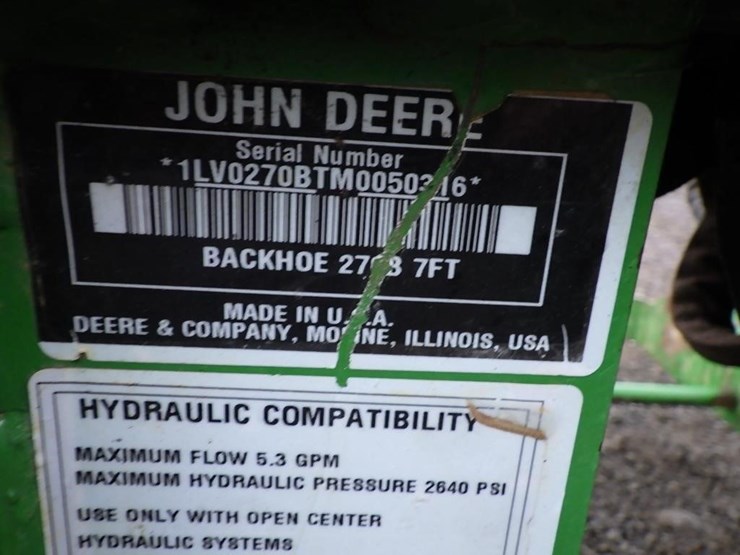 JOHN DEERE
Serial Number
BACKHOE 7FT
MADE IN U.S.A.
DEERE & COMPANY, MOLINE, ILLINOIS, USA
HYDRAULIC COMPATIBILITY
MAXIMUM FLOW 5.3 GPM
MAXIMUM HYDRAULIC PRESSURE 2640 PSI
USE ONLY WITH OPEN CENTER
HYDRAULIC SYSTEMS